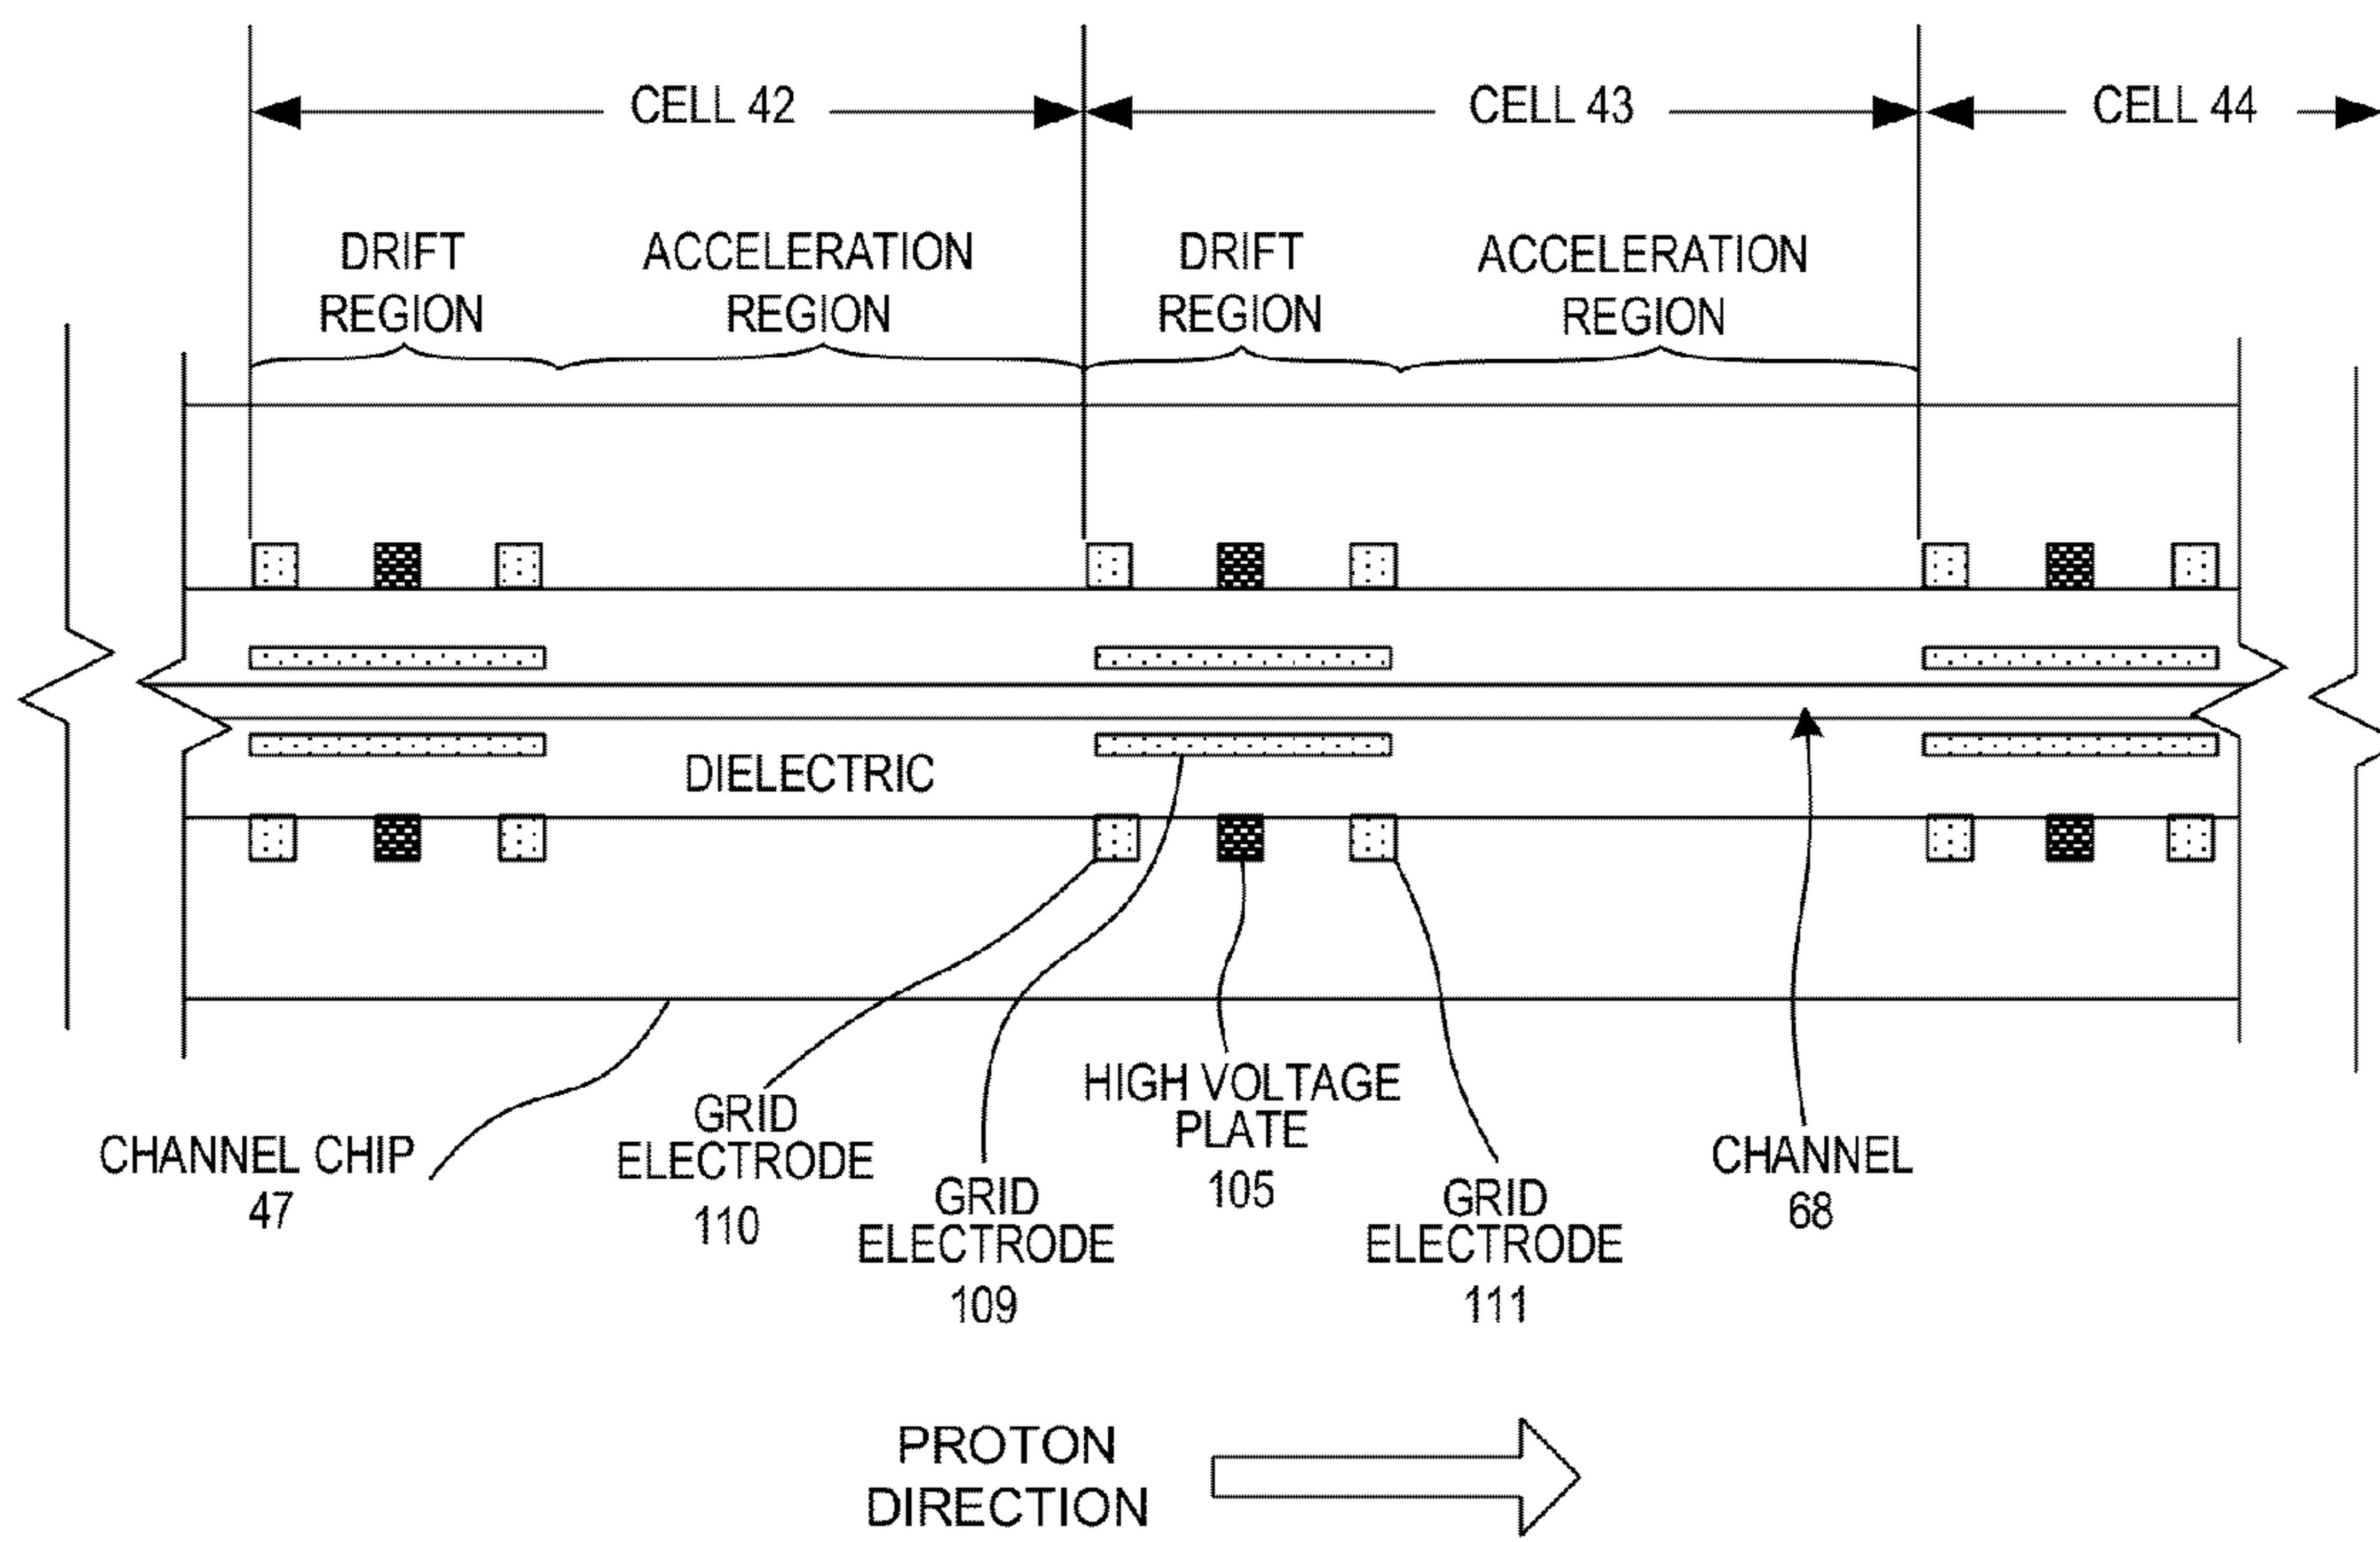 CELL 42
CELL 43
CELL 44
DRIFT
REGION
ACCELERATION
REGION
DRIFT
REGION
ACCELERATION
REGION
DIELECTRIC
CHANNEL CHIP
47
GRID
ELECTRODE
110
GRID
ELECTRODE
109
HIGH VOLTAGE
PLATE
105
GRID
ELECTRODE
111
CHANNEL
68
PROTON
DIRECTION